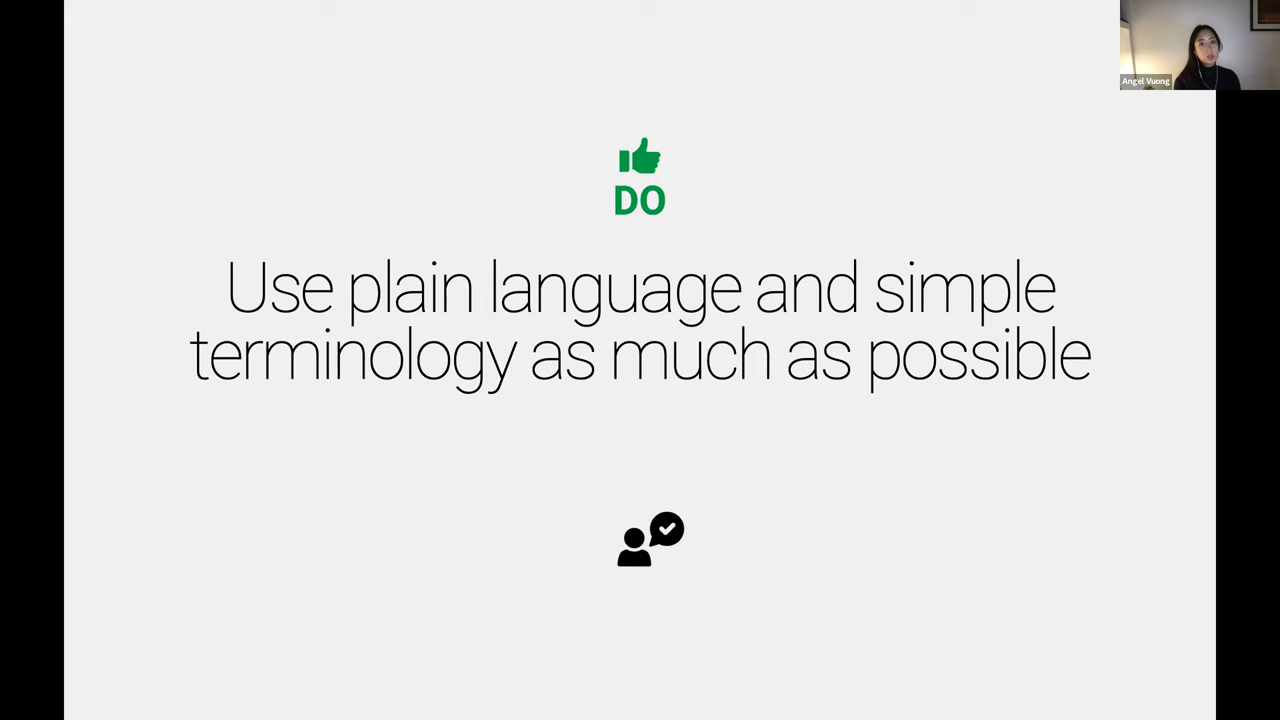 Angel Vuong
DO
Use plain language and simple
terminology as much as possible